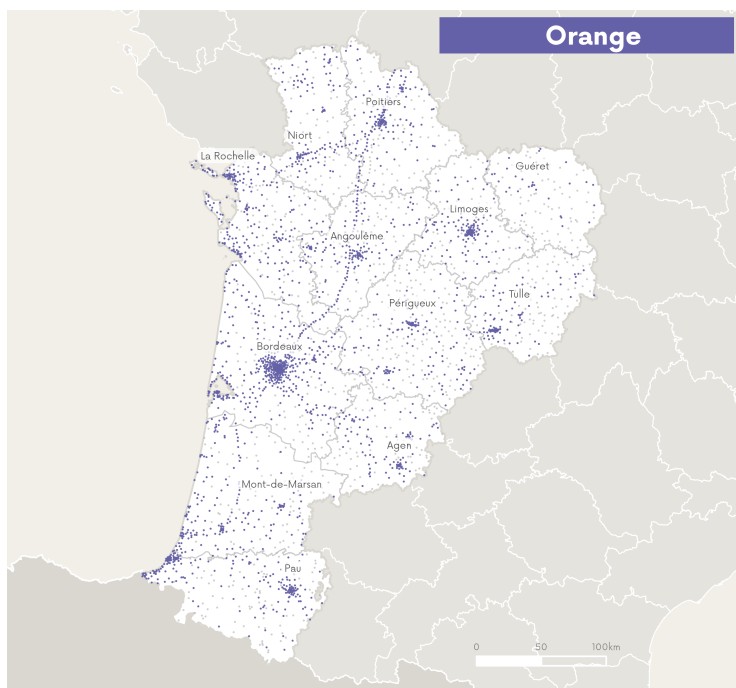 Orange
Poitiers
Niort
La Rochelle
Guéret
Limoges
Angoulême
Tulle
Périgueux
Bordeaux
Agen
Mont-de-Marsan
Pau
0 50 100km